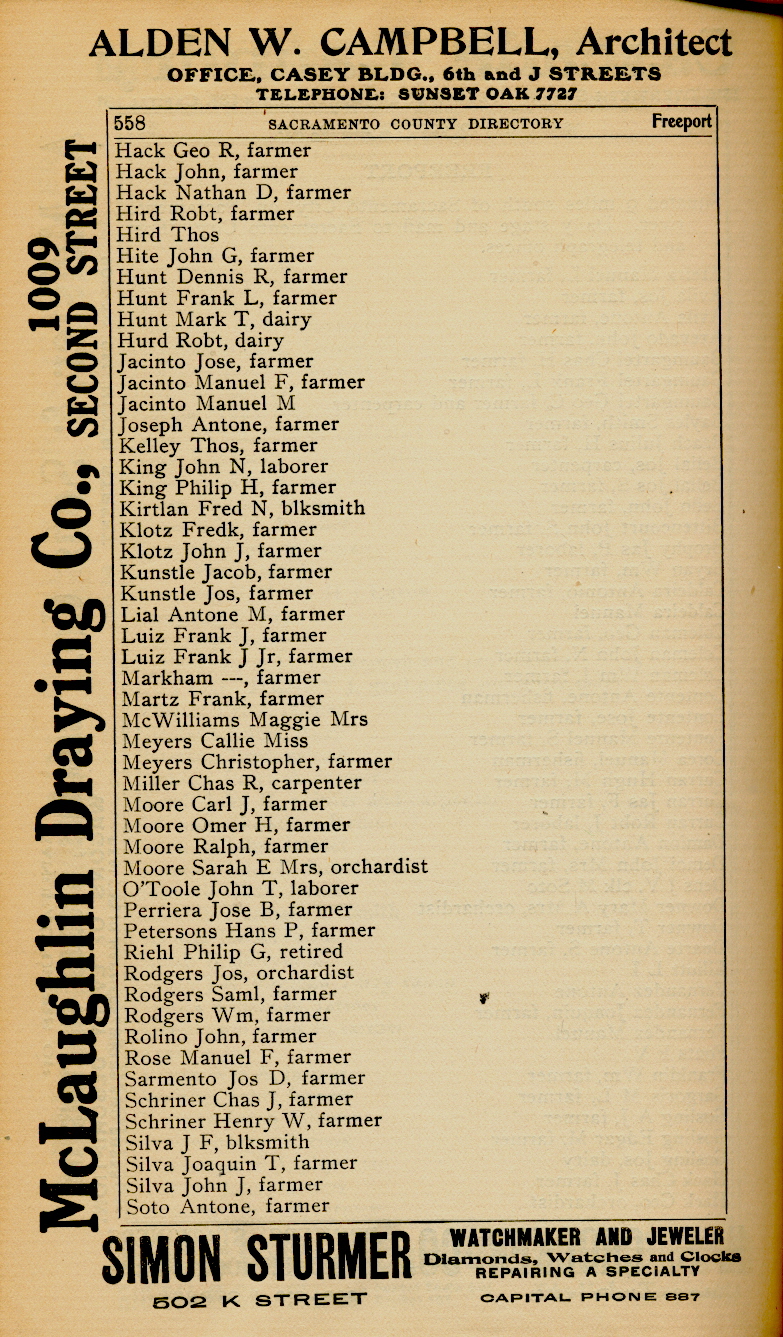 ALDEN W. CAMPBELL, Architect
OFFICE, CASEY BLDG., 6th and J STREETS
TELEPHONE: SUNSET OAK 7727
558 SACRAMENTO COUNTY DIRECTORY Freeport
Hack Geo R, farmer
Hack John, farmer
Hack Nathan D, farmer
Hird Robt, farmer
Hird Thos
Hite John G, farmer
Hunt Dennis R, farmer
Hunt Frank L, farmer
Hunt Mark T, dairy
Hurd Robt, dairy
Jacinto Jose, farmer
Jacinto Manuel F, farmer
Jacinto Manuel M
Joseph Antone, farmer
Kelley Thos, farmer
King John N, laborer
King Philip H, farmer
Kirtlan Fred N, blksmith
Klotz Fredk, farmer
Klotz John J, farmer
Kunstle Jacob, farmer
Kunstle Jos, farmer
Lial Antone M, farmer
Luiz Frank J, farmer
Luiz Frank J Jr, farmer
Markham ---, farmer
Martz Frank, farmer
McWilliams Maggie Mrs
Meyers Callie Miss
Meyers Christopher, farmer
Miller Chas R, carpenter
Moore Carl J, farmer
Moore Omer H, farmer
Moore Ralph, farmer
Moore Sarah E Mrs, orchardist
O'Toole John T, laborer
Perriera Jose B, farmer
Petersons Hans P, farmer
Riehl Philip G, retired
Rodgers Jos, orchardist
Rodgers Saml, farmer
Rodgers Wm, farmer
Rolino John, farmer
Rose Manuel F, farmer
Sarmento Jos D, farmer
Schriner Chas J, farmer
Schriner Henry W, farmer
Silva J F, blksmith
Silva Joaquin T, farmer
Silva John J, farmer
Soto Antone, farmer
McLaughlin Draying Co., 1009 SECOND STREET
SIMON STURMER
502 K STREET
WATCHMAKER AND JEWELER
Diamonds, Watches and Clocks
REPAIRING A SPECIALTY
CAPITAL PHONE 887